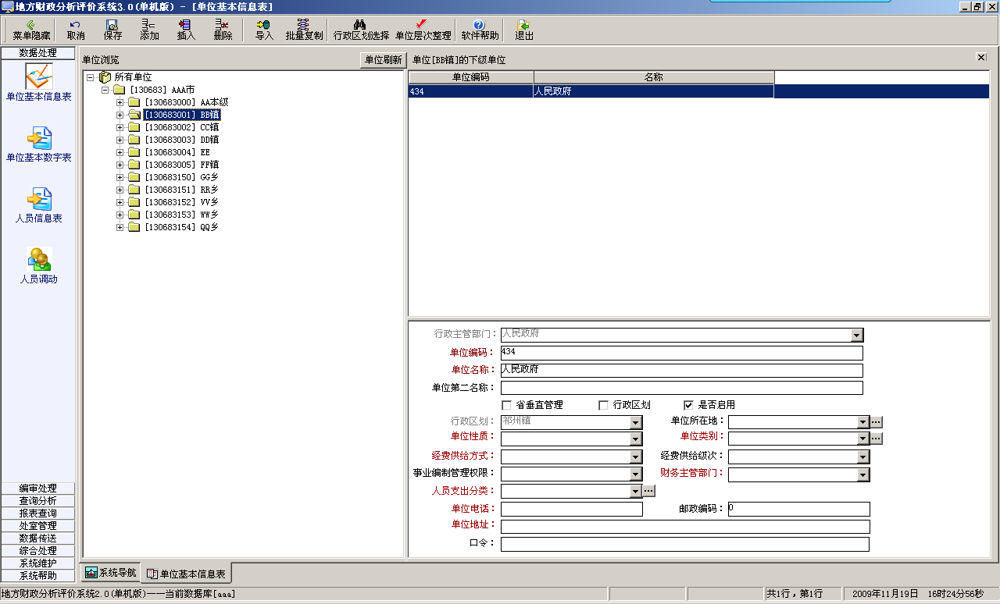 地方财政分析评价系统3.0(单机版) - [单位基本信息表]
菜单隐藏 取消 保存 添加 插入 删除 导入 批量复制 行政区划选择 单位层次整理 软件帮助 退出
数据处理
单位基本信息表
单位基本数字表
人员信息表
人员调动
编审处理
查询分析
报表查询
处室管理
数据传送
综合处理
系统维护
系统帮助
单位浏览 单位刷新
所有单位
[130683] AAA市
[130683000] AA本级
[130683001] BB镇
[130683002] CC镇
[130683003] DD镇
[130683004] EE
[130683005] FF镇
[130683150] GG乡
[130683151] RR乡
[130683152] VV乡
[130683153] WW乡
[130683154] QQ乡
单位[BB镇]的下级单位
单位编码 名称
434 人民政府
行政主管部门： 人民政府
单位编码： 434
单位名称： 人民政府
单位第二名称：
省垂直管理 行政区划 是否启用
行政区划： 祁州镇 单位所在地：
单位性质： 单位类别：
经费供给方式： 经费供给级次：
事业编制管理权限： 财务主管部门：
人员支出分类：
单位电话： 邮政编码： 0
单位地址：
口令：
系统导航 单位基本信息表
地方财政分析评价系统2.0(单机版)——当前数据库[aaa] 共1行，第1行 2009年11月19日 16时24分56秒